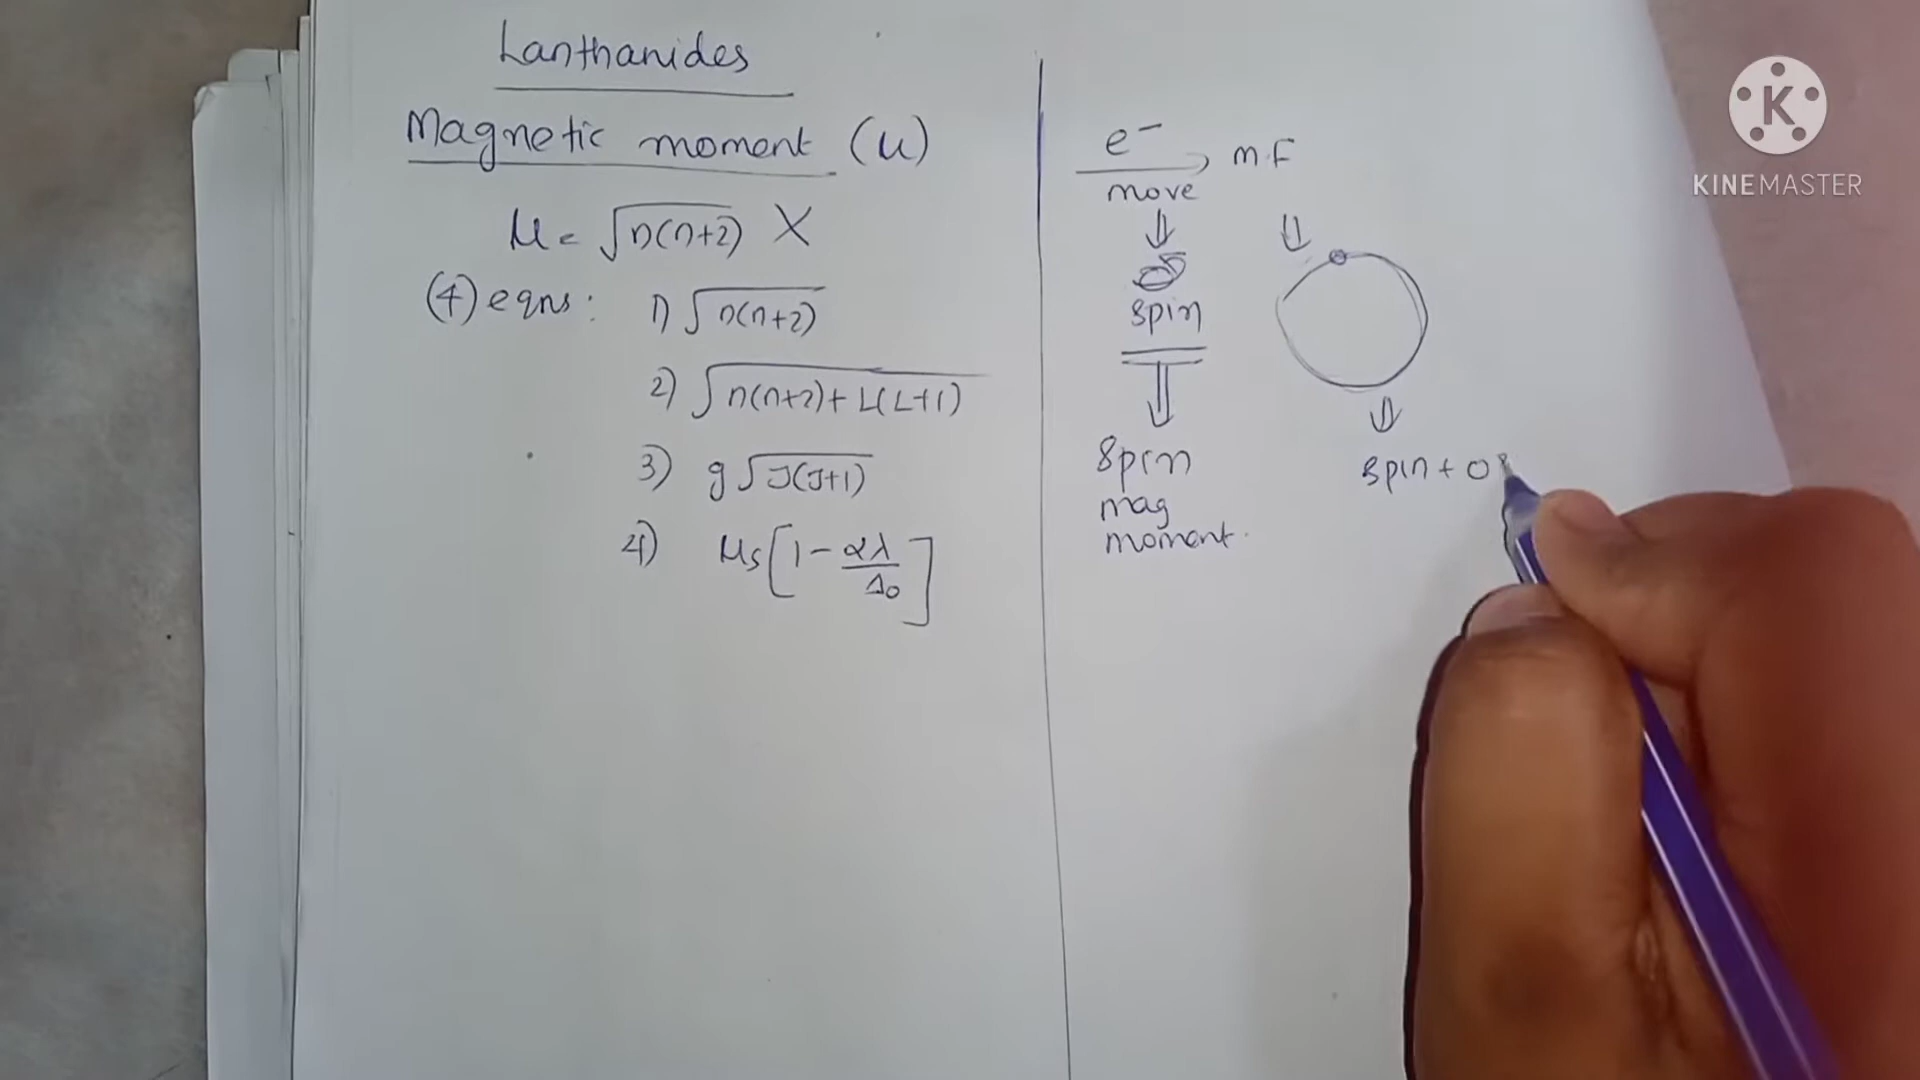 Lanthanides
Magnetic moment (μ)
μ = √n(n+2) X
(4) eqns: 1) √n(n+2)
2) √n(n+2)+L(L+1)
3) g√J(J+1)
4) μs[1 - αλ/Δo]
e⁻
m.F
move
spin
spin
mag
moment.
spin +
K
KINEMASTER